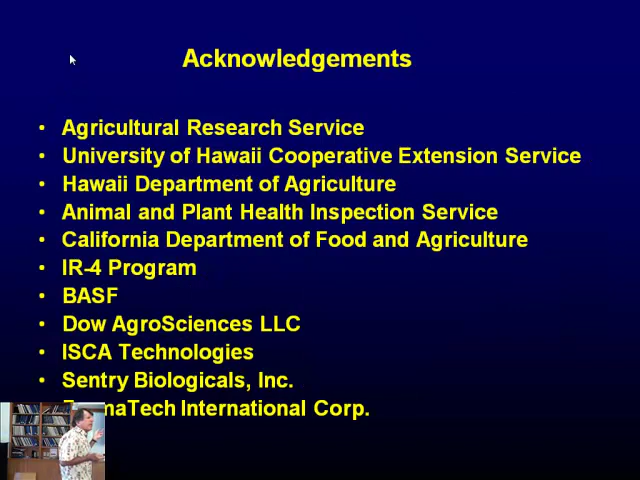 Acknowledgements
• Agricultural Research Service
• University of Hawaii Cooperative Extension Service
• Hawaii Department of Agriculture
• Animal and Plant Health Inspection Service
• California Department of Food and Agriculture
• IR-4 Program
• BASF
• Dow AgroSciences LLC
• ISCA Technologies
• Sentry Biologicals, Inc.
International Corp.